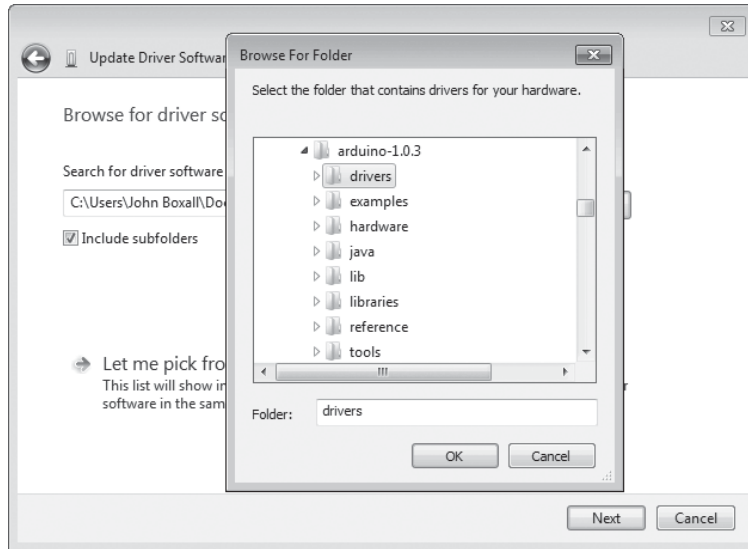 Update Driver Softwar
Browse For Folder
Select the folder that contains drivers for your hardware.
arduino-1.0.3
drivers
examples
hardware
java
lib
libraries
reference
tools
Folder: drivers
OK Cancel
Browse for driver so
Search for driver software
C:\Users\John Boxall\Do
Include subfolders
Let me pick fro
This list will show in
software in the sam
Next Cancel